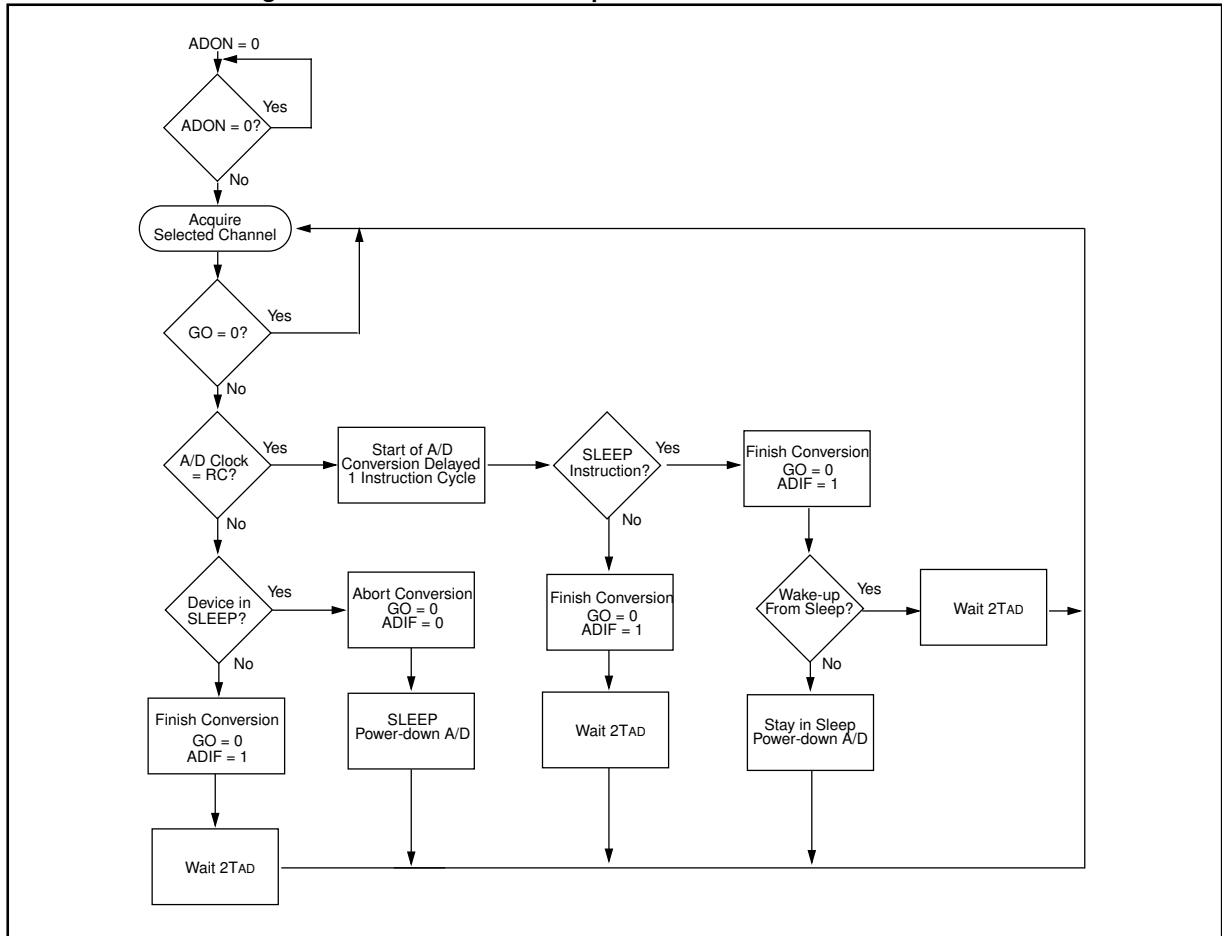 ADON = 0
Yes
ADON = 0?
No
Acquire
Selected Channel
Yes
GO = 0?
No
Yes
A/D Clock
= RC?
No
Start of A/D
Conversion Delayed
1 Instruction Cycle
SLEEP
Instruction?
Yes
No
Finish Conversion
GO = 0
ADIF = 1
Device in
SLEEP?
Yes
No
Abort Conversion
GO = 0
ADIF = 0
Finish Conversion
GO = 0
ADIF = 1
Wake-up
From Sleep?
Yes
No
Wait 2TAD
Finish Conversion
GO = 0
ADIF = 1
SLEEP
Power-down A/D
Wait 2TAD
Stay in Sleep
Power-down A/D
Wait 2TAD